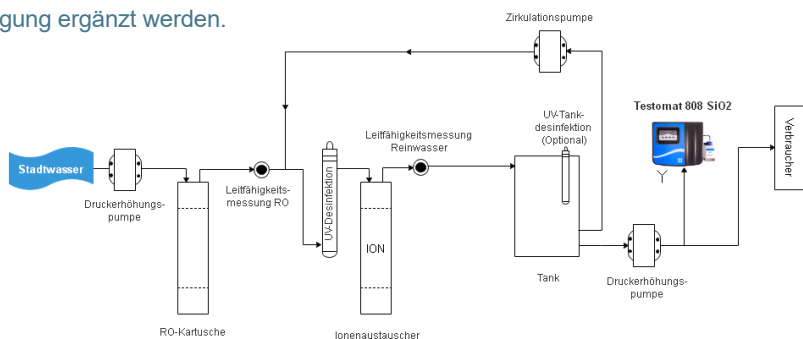 gung ergänzt werden.
Zirkulationspumpe
Testomat 808 SiO2
UV-Tank-
desinfektion
(Optional)
Verbraucher
Leitfähigkeitsmessung
Reinwasser
Stadtwasser
Druckerhöhungs-
pumpe
Leitfähigkeits-
messung RO
UV-Desinfektion
ION
Tank
Druckerhöhungs-
pumpe
RO-Kartusche
Ionenaustauscher